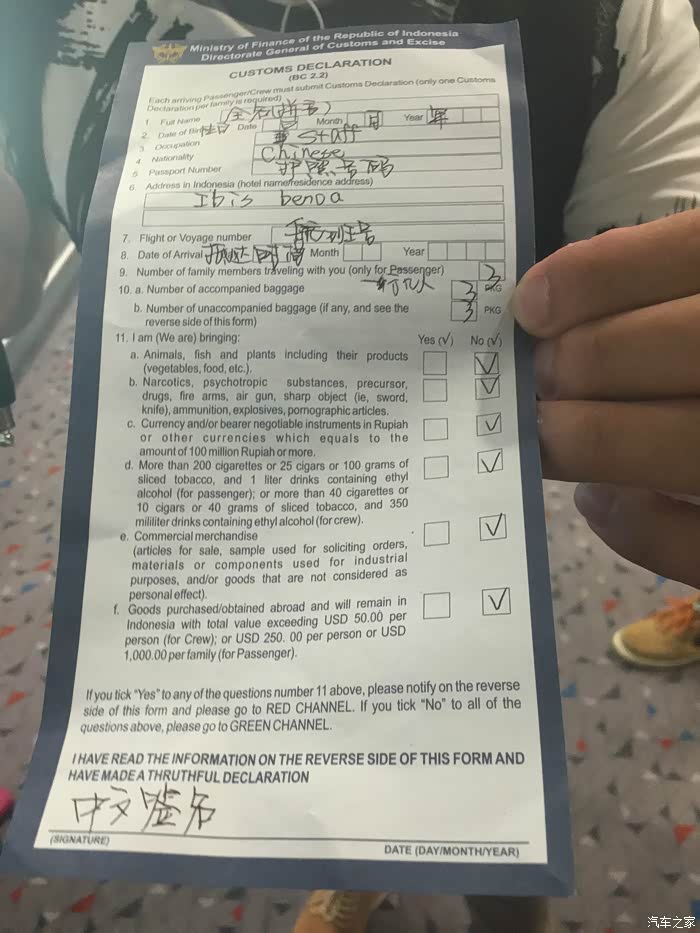 Ministry of Finance of the Republic of Indonesia
Directorate General of Customs and Excise
CUSTOMS DECLARATION
(BC 2.2)
Each arriving Passenger/Crew must submit Customs Declaration (only one Customs
Declaration per family is required)
1. Full Name 全名(拼音)
2. Date of Birth 生日 Date 日 Month 月 Year 年
3. Occupation staff
4. Nationality Chinese
5. Passport Number 护照号码
6. Address in Indonesia (hotel name/residence address)
Ibis benoa
7. Flight or Voyage number 航班号
8. Date of Arrival 抵达时间 Month Year
9. Number of family members traveling with you (only for Passenger) 3
10. a. Number of accompanied baggage 一行几人 3 PKG
b. Number of unaccompanied baggage (if any, and see the
reverse side of this form) 3 PKG
11. I am (We are) bringing: Yes (√) No (√)
a. Animals, fish and plants including their products
(vegetables, food, etc.). √
b. Narcotics, psychotropic substances, precursor,
drugs, fire arms, air gun, sharp object (ie, sword,
knife), ammunition, explosives, pornographic articles. √
c. Currency and/or bearer negotiable instruments in Rupiah
or other currencies which equals to the
amount of 100 million Rupiah or more. √
d. More than 200 cigarettes or 25 cigars or 100 grams of
sliced tobacco, and 1 liter drinks containing ethyl
alcohol (for passenger); or more than 40 cigarettes or
10 cigars or 40 grams of sliced tobacco, and 350
mililiter drinks containing ethyl alcohol (for crew). √
e. Commercial merchandise
(articles for sale, sample used for soliciting orders,
materials or components used for industrial
purposes, and/or goods that are not considered as
personal effect). √
f. Goods purchased/obtained abroad and will remain in
Indonesia with total value exceeding USD 50.00 per
person (for Crew); or USD 250. 00 per person or USD
1,000.00 per family (for Passenger). √
If you tick "Yes" to any of the questions number 11 above, please notify on the reverse
side of this form and please go to RED CHANNEL. If you tick "No" to all of the
questions above, please go to GREEN CHANNEL.
I HAVE READ THE INFORMATION ON THE REVERSE SIDE OF THIS FORM AND
HAVE MADE A THRUTHFUL DECLARATION
中文签名
(SIGNATURE)
DATE (DAY/MONTH/YEAR)
汽车之家